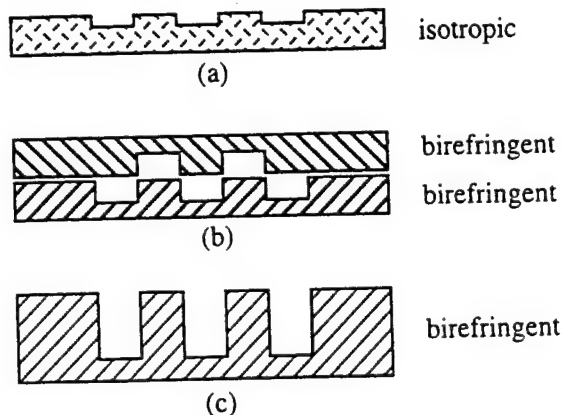 isotropic
(a)
birefringent
birefringent
(b)
birefringent
(c)